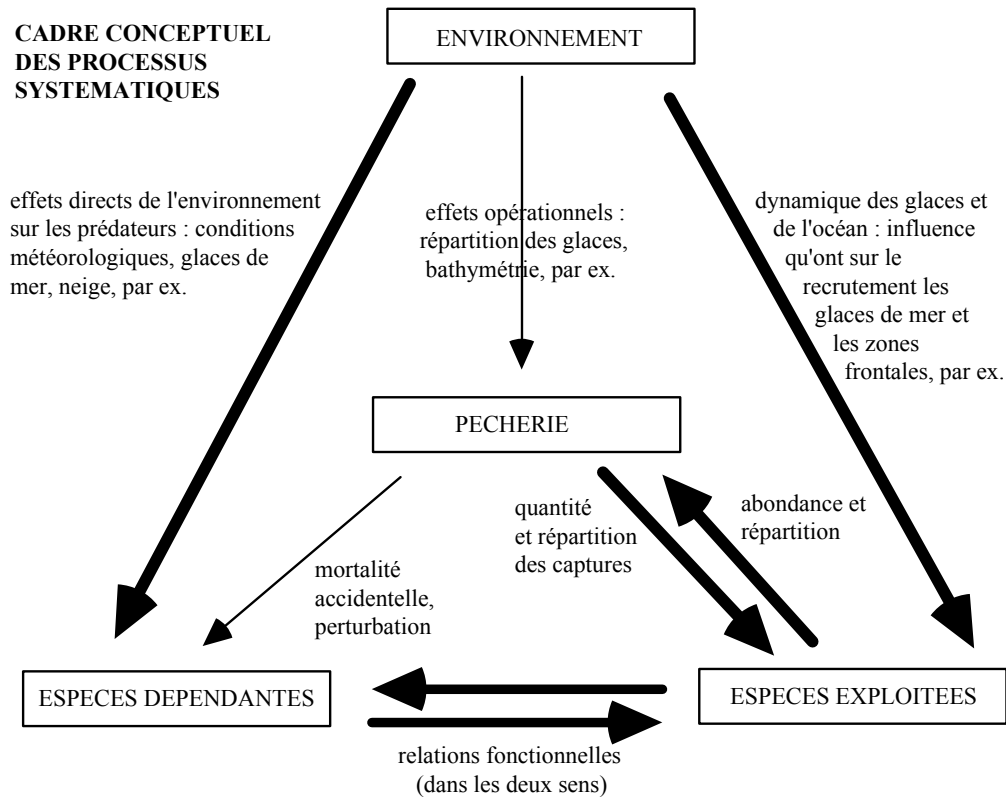 CADRE CONCEPTUEL
DES PROCESSUS
SYSTEMATIQUES
ENVIRONNEMENT
effets directs de l'environnement
sur les prédateurs : conditions
météorologiques, glaces de
mer, neige, par ex.
effets opérationnels :
répartition des glaces,
bathymétrie, par ex.
dynamique des glaces et
de l'océan : influence
qu'ont sur le
recrutement les
glaces de mer et
les zones
frontales, par ex.
PECHERIE
quantité
et répartition
des captures
abondance et
répartition
mortalité
accidentelle,
perturbation
ESPECES DEPENDANTES
ESPECES EXPLOITEES
relations fonctionnelles
(dans les deux sens)